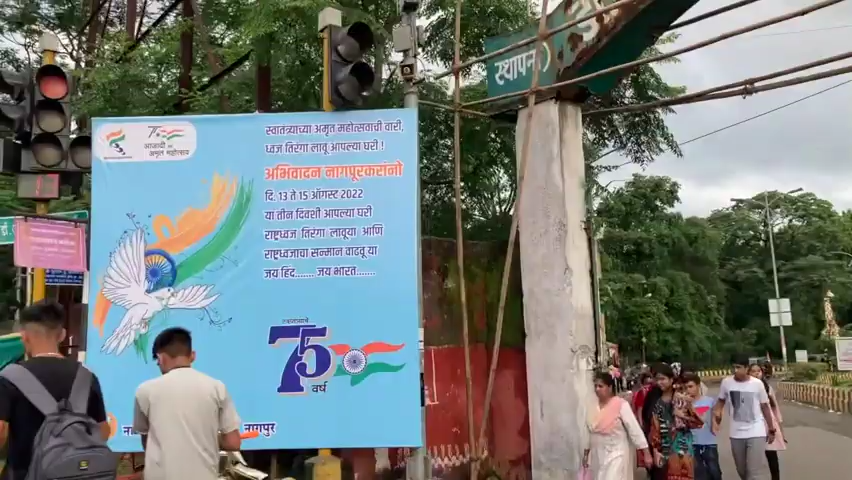 स्थापना
आजादी का
अमृत महोत्सव
स्वातंत्र्याच्या अमृत महोत्सवाची वारी,
ध्वज तिरंगा लावू आपल्या घरी !
अभिवादन नागपूरकरांनो
दि. 13 ते 15 ऑगस्ट 2022
या तीन दिवशी आपल्या घरी
राष्ट्रध्वज तिरंगा लावूया आणि
राष्ट्रध्वजाचा सन्मान वाढवू या
जय हिंद....... जय भारत.......
75
वर्ष
नागपुर